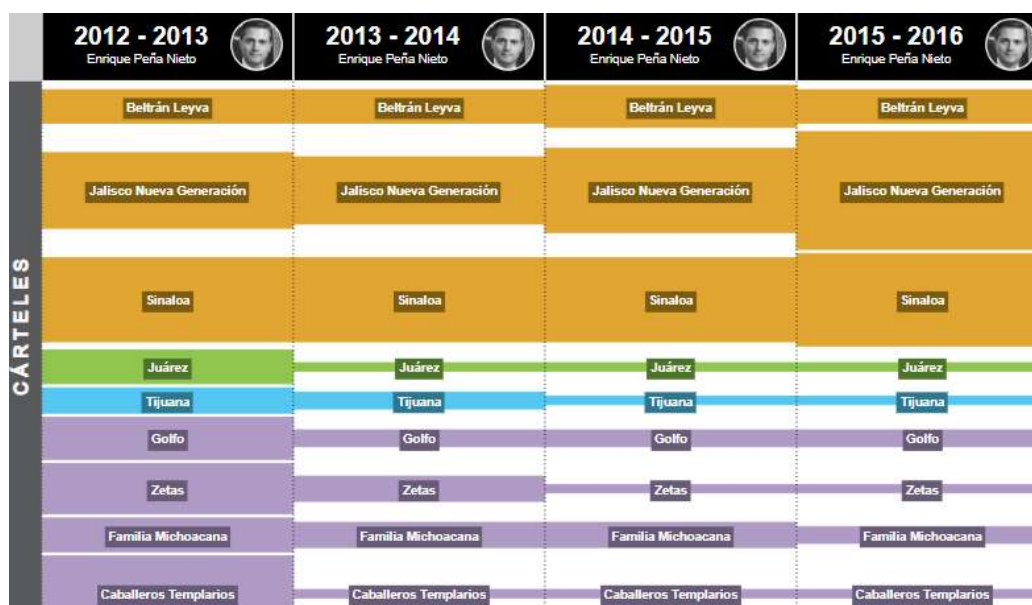 2012 - 2013
Enrique Peña Nieto
2013 - 2014
Enrique Peña Nieto
2014 - 2015
Enrique Peña Nieto
2015 - 2016
Enrique Peña Nieto
CÁRTELES
Beltrán Leyva
Beltrán Leyva
Beltrán Leyva
Beltrán Leyva
Jalisco Nueva Generación
Jalisco Nueva Generación
Jalisco Nueva Generación
Jalisco Nueva Generación
Sinaloa
Sinaloa
Sinaloa
Sinaloa
Juárez
Juárez
Juárez
Juárez
Tijuana
Tijuana
Tijuana
Tijuana
Golfo
Golfo
Golfo
Golfo
Zetas
Zetas
Zetas
Zetas
Familia Michoacana
Familia Michoacana
Familia Michoacana
Familia Michoacana
Caballeros Templarios
Caballeros Templarios
Caballeros Templarios
Caballeros Templarios